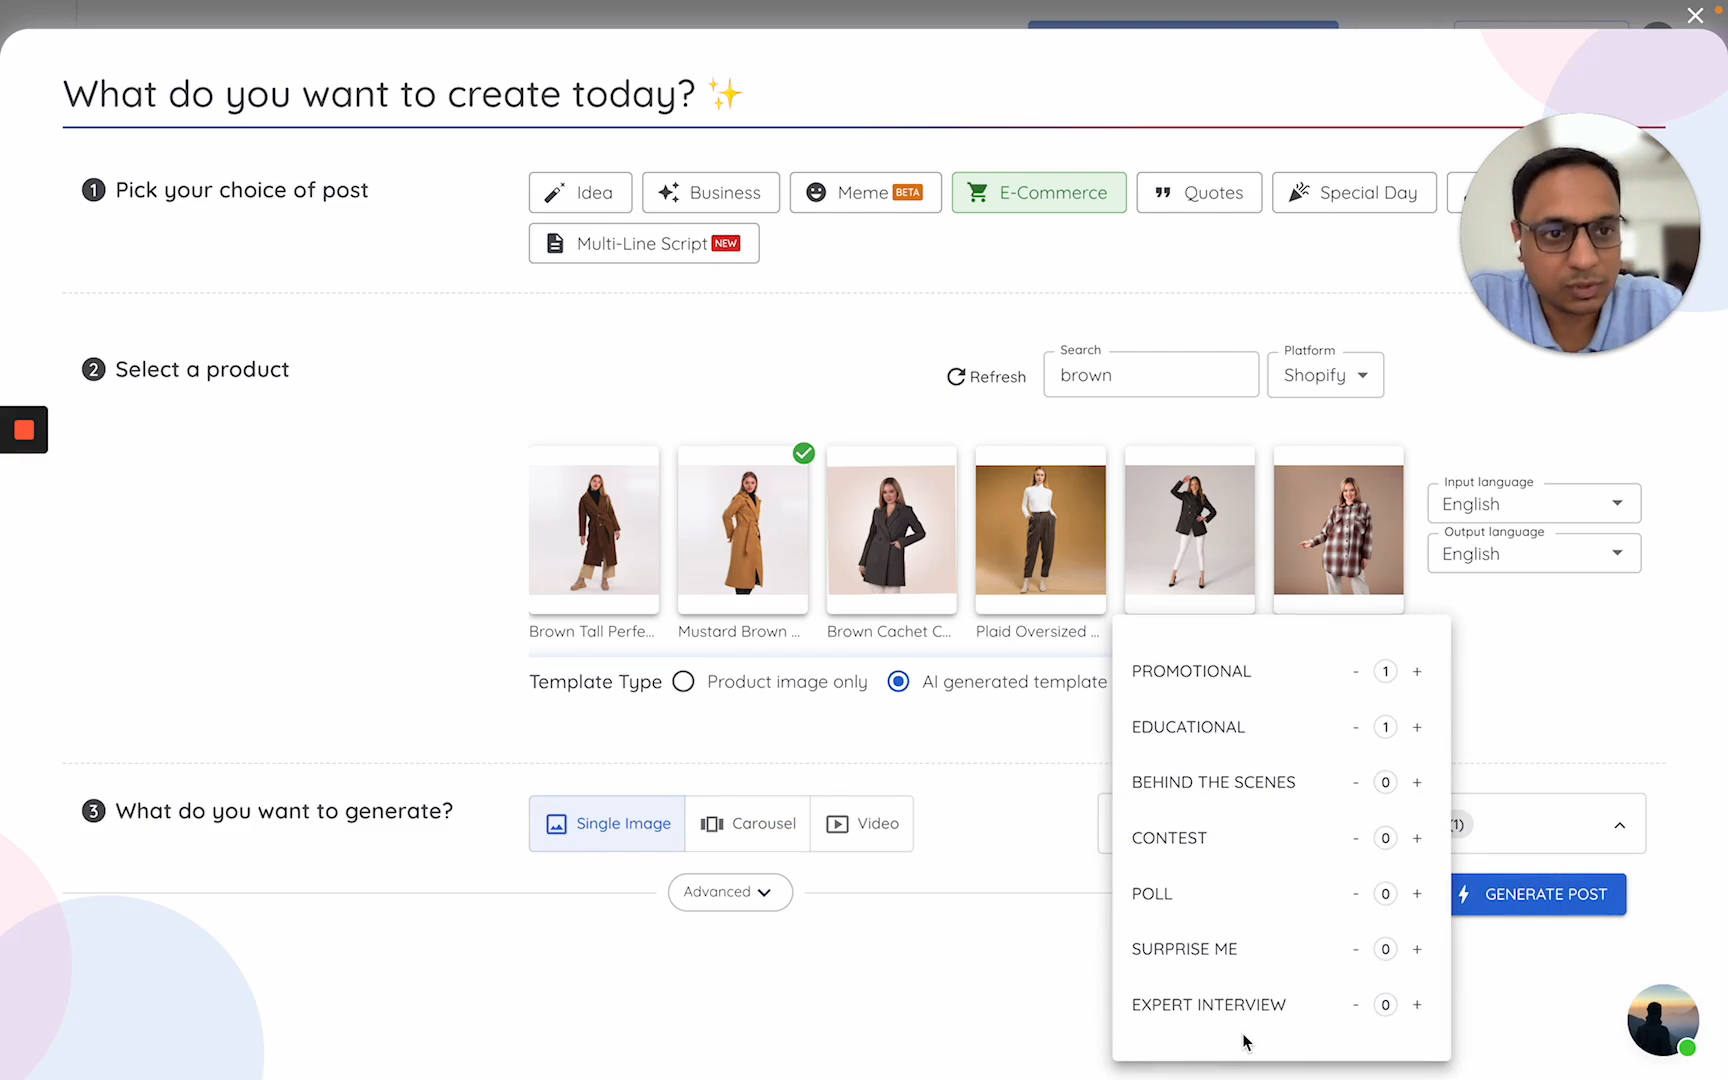 What do you want to create today? ✨
1 Pick your choice of post
Idea
Business
Meme BETA
E-Commerce
Quotes
Special Day
Multi-Line Script NEW
2 Select a product
Refresh
Search
brown
Platform
Shopify
Input language
English
Output language
English
Brown Tall Perfe...
Mustard Brown ...
Brown Cachet C...
Plaid Oversized ...
Template Type
Product image only
AI generated template
PROMOTIONAL - 1 +
EDUCATIONAL - 1 +
BEHIND THE SCENES - 0 +
CONTEST - 0 +
POLL - 0 +
SURPRISE ME - 0 +
EXPERT INTERVIEW - 0 +
3 What do you want to generate?
Single Image
Carousel
Video
(1)
Advanced
GENERATE POST